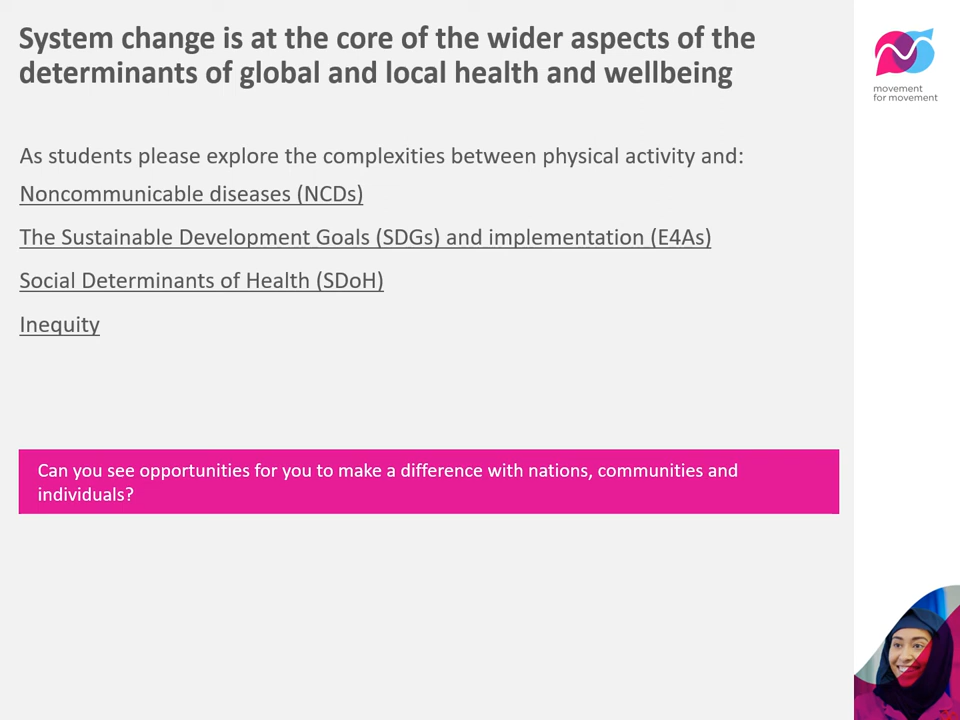 System change is at the core of the wider aspects of the
determinants of global and local health and wellbeing
movement
for movement
As students please explore the complexities between physical activity and:
Noncommunicable diseases (NCDs)
The Sustainable Development Goals (SDGs) and implementation (E4As)
Social Determinants of Health (SDoH)
Inequity
Can you see opportunities for you to make a difference with nations, communities and
individuals?